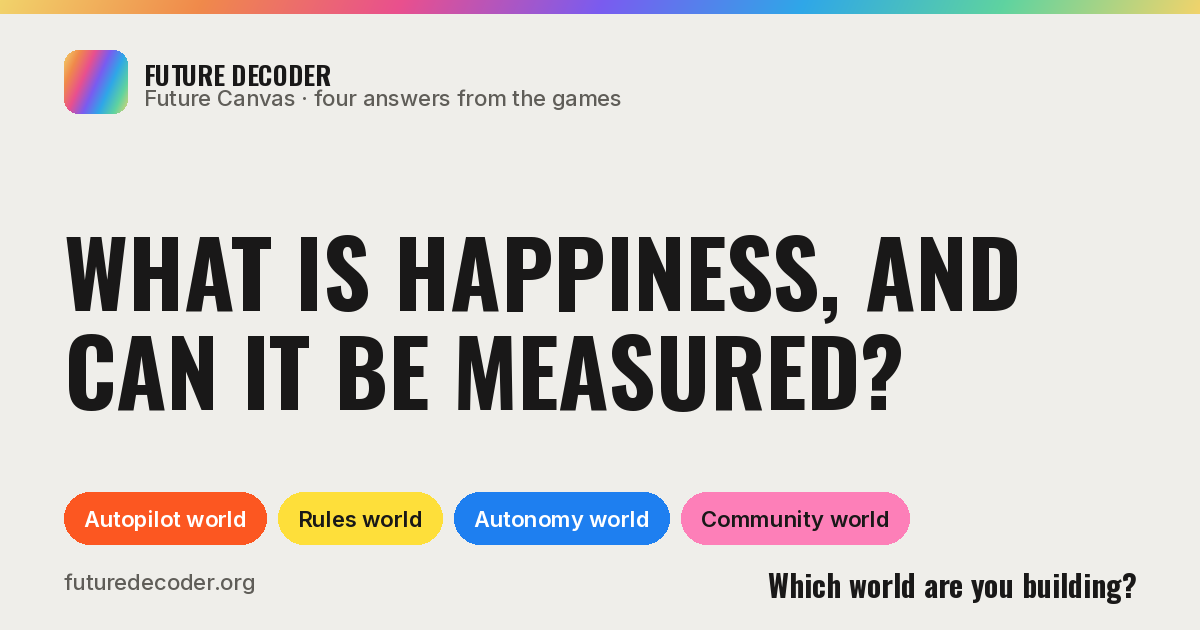 FUTURE DECODER
Future Canvas · four answers from the games
WHAT IS HAPPINESS, AND
CAN IT BE MEASURED?
Autopilot world
Rules world
Autonomy world
Community world
futuredecoder.org
Which world are you building?